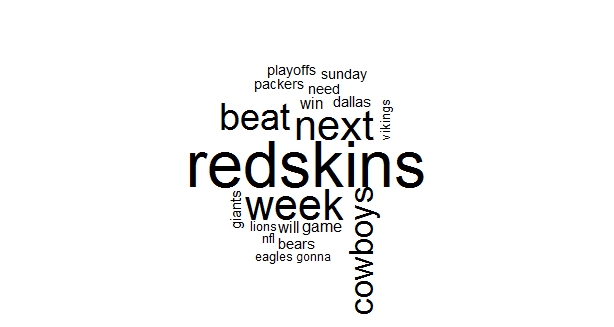 playoffs sunday
packers need
win dallas
vikings
beat next
redskins
giants
week
cowboys
lions will game
nfl bears
eagles gonna